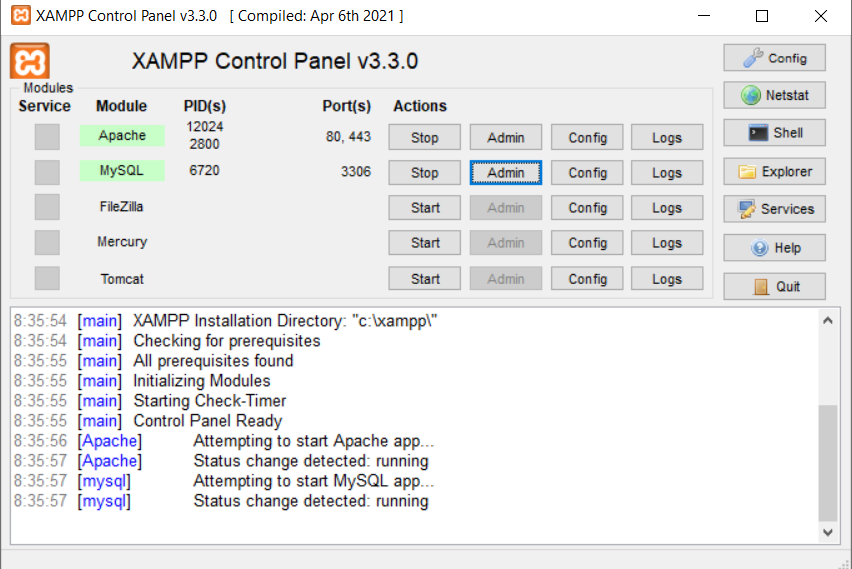 XAMPP Control Panel v3.3.0 [ Compiled: Apr 6th 2021 ]
XAMPP Control Panel v3.3.0
Config
Modules
Service Module PID(s) Port(s) Actions
Netstat
Apache 12024 2800 80, 443 Stop Admin Config Logs
Shell
MySQL 6720 3306 Stop Admin Config Logs
Explorer
FileZilla Start Admin Config Logs
Services
Mercury Start Admin Config Logs
Help
Tomcat Start Admin Config Logs
Quit
8:35:54 [main] XAMPP Installation Directory: "c:\xampp\"
8:35:54 [main] Checking for prerequisites
8:35:55 [main] All prerequisites found
8:35:55 [main] Initializing Modules
8:35:55 [main] Starting Check-Timer
8:35:55 [main] Control Panel Ready
8:35:56 [Apache] Attempting to start Apache app...
8:35:57 [Apache] Status change detected: running
8:35:57 [mysql] Attempting to start MySQL app...
8:35:57 [mysql] Status change detected: running